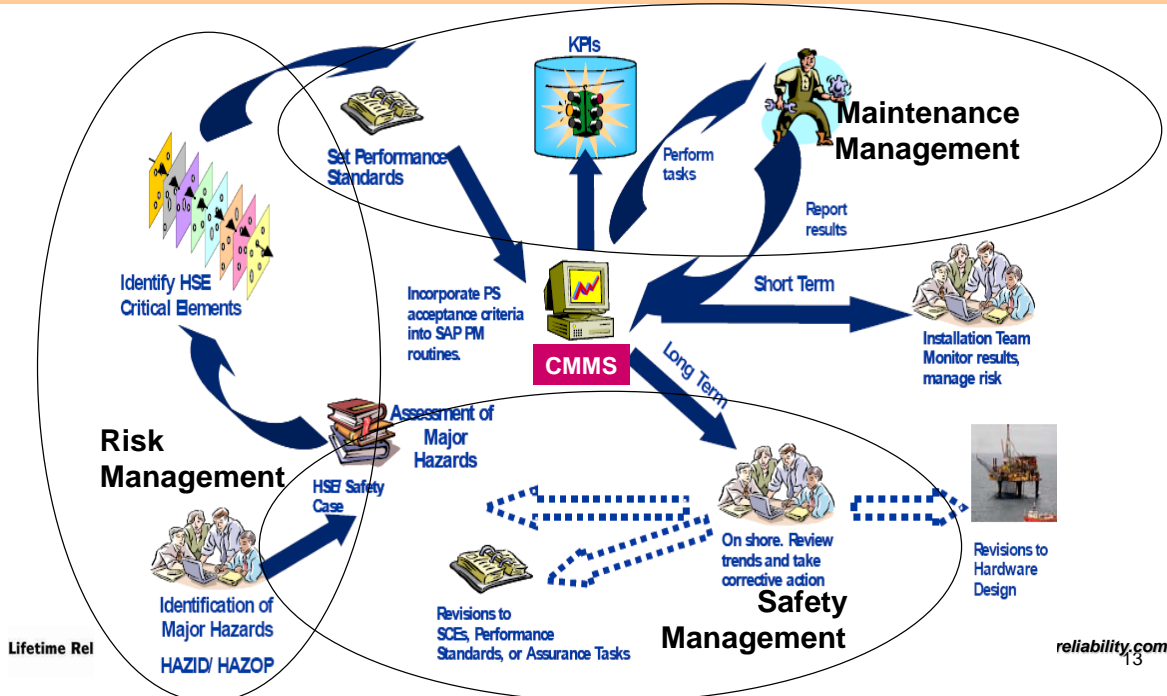 KPIs
Maintenance
Management
Set Performance
Standards
Perform
tasks
Report
results
Identify HSE
Critical Elements
Incorporate PS
acceptance criteria
into SAP PM
routines.
CMMS
Short Term
Installation Team
Monitor results,
manage risk
Long Term
Assessment of
Major
Hazards
Risk
Management
HSE/ Safety
Case
On shore. Review
trends and take
corrective action
Revisions to
Hardware
Design
Identification of
Major Hazards
HAZID/ HAZOP
Revisions to
SCEs, Performance
Standards, or Assurance Tasks
Safety
Management
Lifetime Rel
reliability.com
13